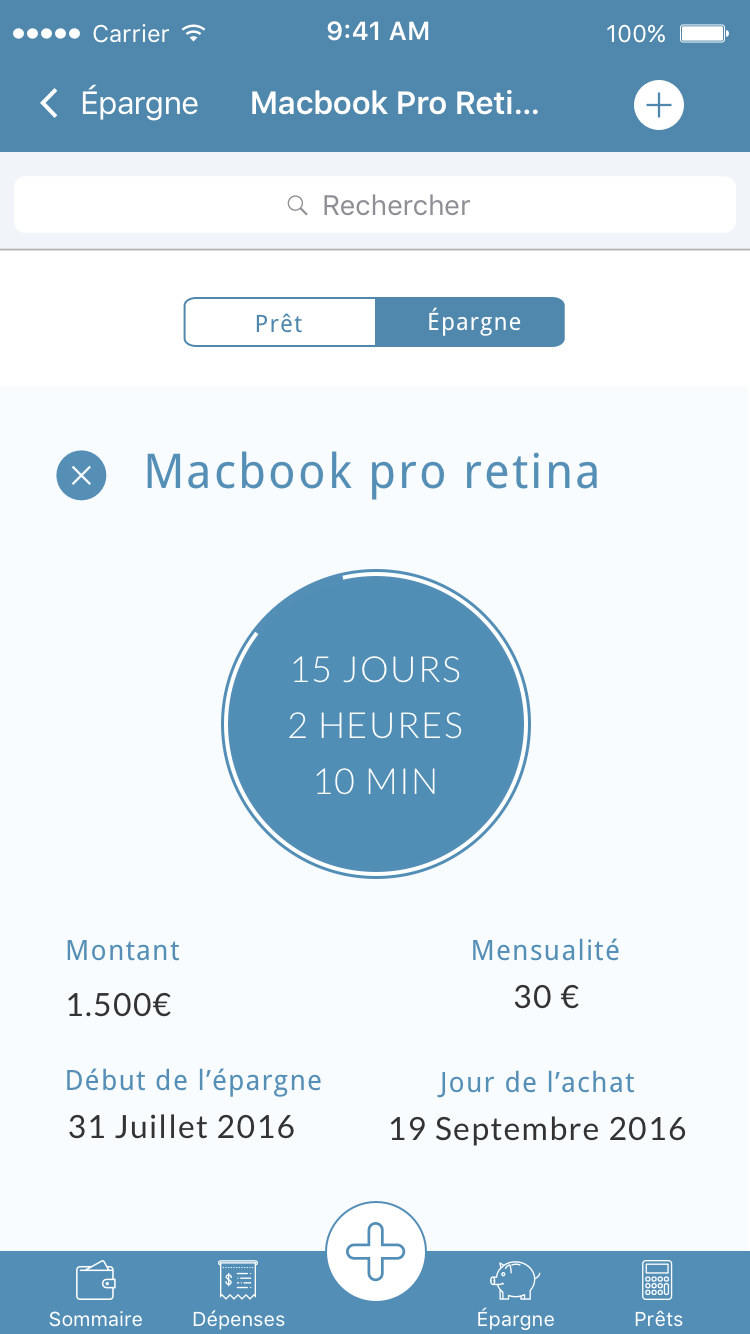 Carrier 9:41 AM 100%
Épargne Macbook Pro Reti...
Rechercher
Prêt Épargne
Macbook pro retina
15 JOURS
2 HEURES
10 MIN
Montant Mensualité
1.500€ 30 €
Début de l’épargne Jour de l’achat
31 Juillet 2016 19 Septembre 2016
$
Sommaire Dépenses Épargne Prêts